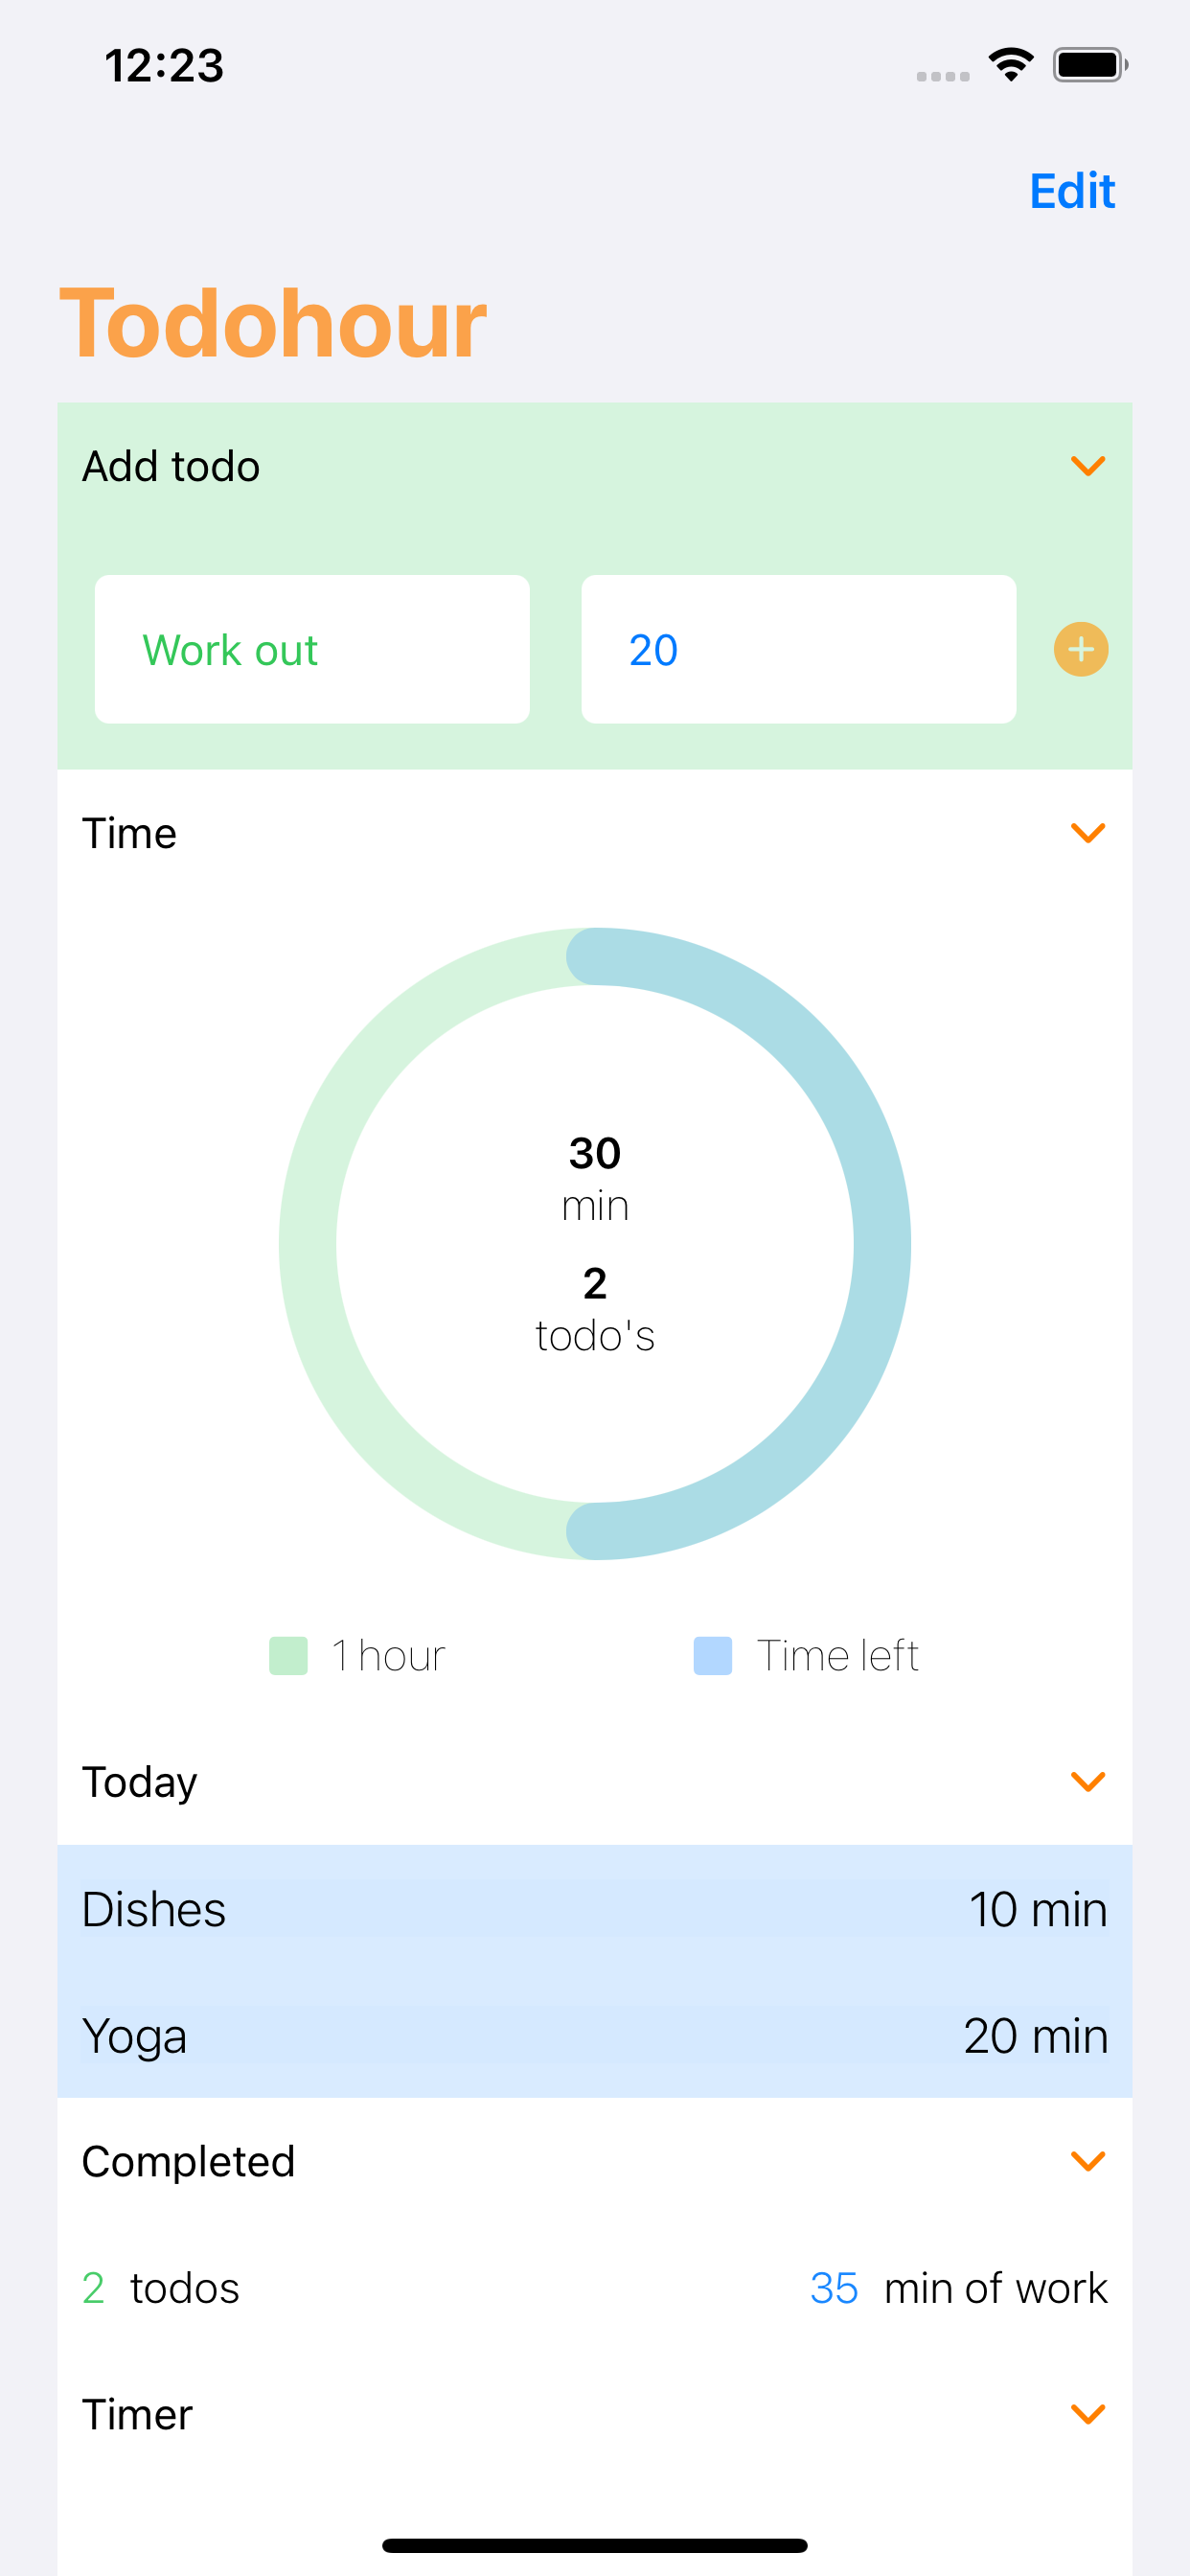 12:23
Edit
Todohour
Add todo
Work out 20
Time
30
min
2
todo's
1 hour Time left
Today
Dishes 10 min
Yoga 20 min
Completed
2 todos 35 min of work
Timer